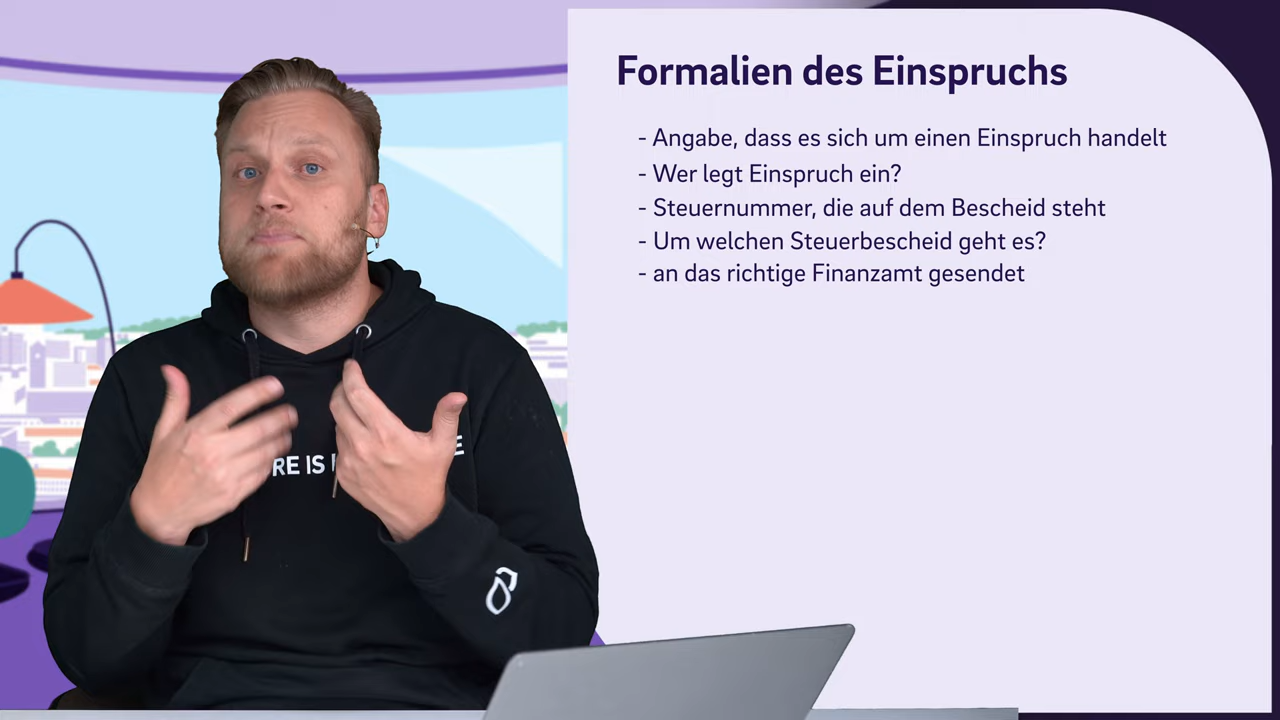 Formalien des Einspruchs
- Angabe, dass es sich um einen Einspruch handelt
- Wer legt Einspruch ein?
- Steuernummer, die auf dem Bescheid steht
- Um welchen Steuerbescheid geht es?
- an das richtige Finanzamt gesendet
RE IS